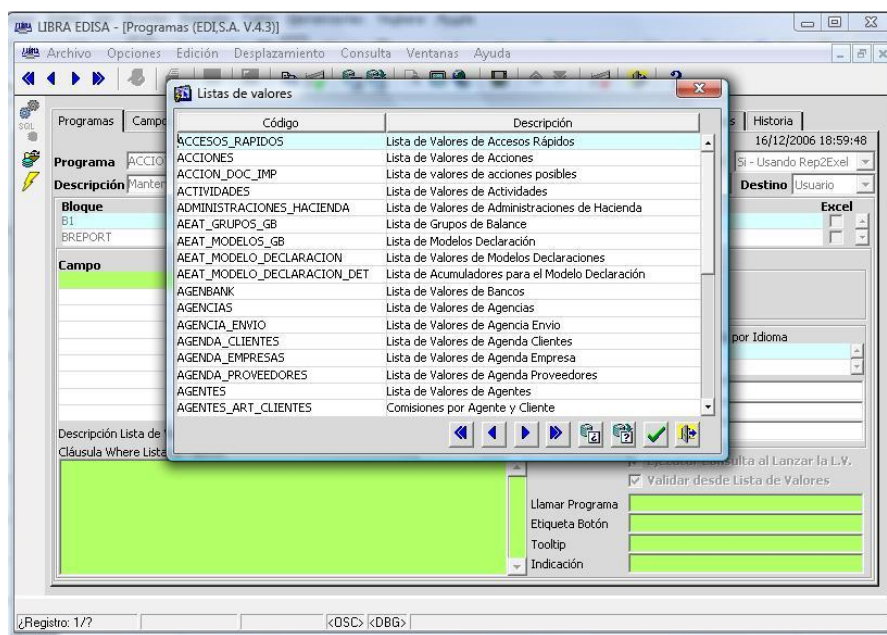 LIBRA EDISA - [Programas (EDI,S.A. V.4.3)]
Archivo Opciones Edición Desplazamiento Consulta Ventanas Ayuda
Listas de valores
Código Descripción
ACCESOS_RAPIDOS Lista de Valores de Accesos Rápidos
ACCIONES Lista de Valores de Acciones
ACCION_DOC_IMP Lista de valores de acciones posibles
ACTIVIDADES Lista de Valores de Actividades
ADMINISTRACIONES_HACIENDA Lista de Valores de Administraciones de Hacienda
AEAT_GRUPOS_GB Lista de Grupos de Balance
AEAT_MODELOS_GB Lista de Modelos Declaración
AEAT_MODELO_DECLARACION Lista de Valores de Modelos Declaraciones
AEAT_MODELO_DECLARACION_DET Lista de Acumuladores para el Modelo Declaración
AGENBANK Lista de Valores de Bancos
AGENCIAS Lista de Valores de Agencias
AGENCIA_ENVIO Lista de Valores de Agencia Envio
AGENDA_CLIENTES Lista de Valores de Agenda Clientes
AGENDA_EMPRESAS Lista de Valores de Agenda Empresa
AGENDA_PROVEEDORES Lista de Valores de Agenda Proveedores
AGENTES Lista de Valores de Agentes
AGENTES_ART_CLIENTES Comisiones por Agente y Cliente
SQL
Programas Campo Historia
16/12/2006 18:59:48
Programa ACCIO Si - Usando Rep2Exel
Descripción Manter Destino Usuario
Bloque Excel
B1
BREPORT
Campo
por Idioma
Descripción Lista de
Cláusula Where Lista
Ejecutar Consulta al Lanzar la L.V.
Validar desde Lista de Valores
Llamar Programa
Etiqueta Botón
Tooltip
Indicación
¿Registro: 1/? <OSC> <DBG>